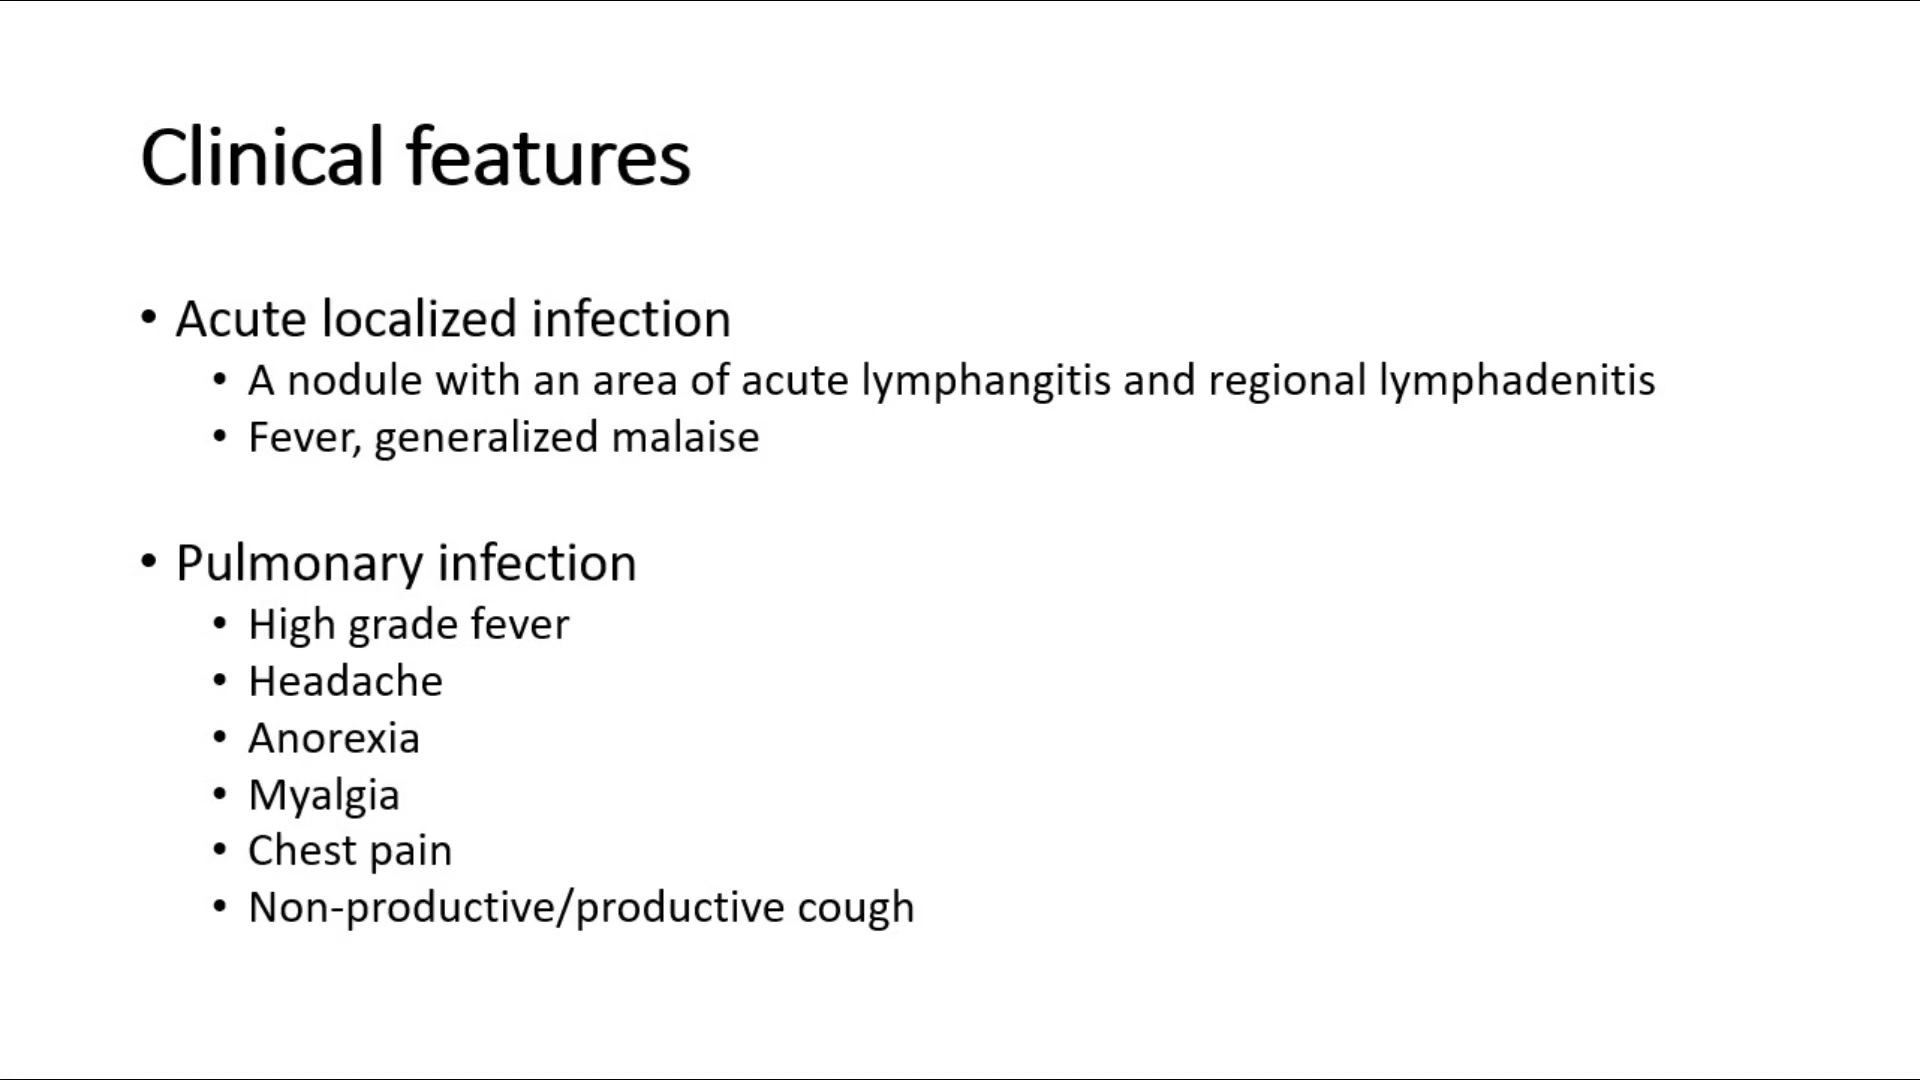 Clinical features
• Acute localized infection
• A nodule with an area of acute lymphangitis and regional lymphadenitis
• Fever, generalized malaise
• Pulmonary infection
• High grade fever
• Headache
• Anorexia
• Myalgia
• Chest pain
• Non-productive/productive cough